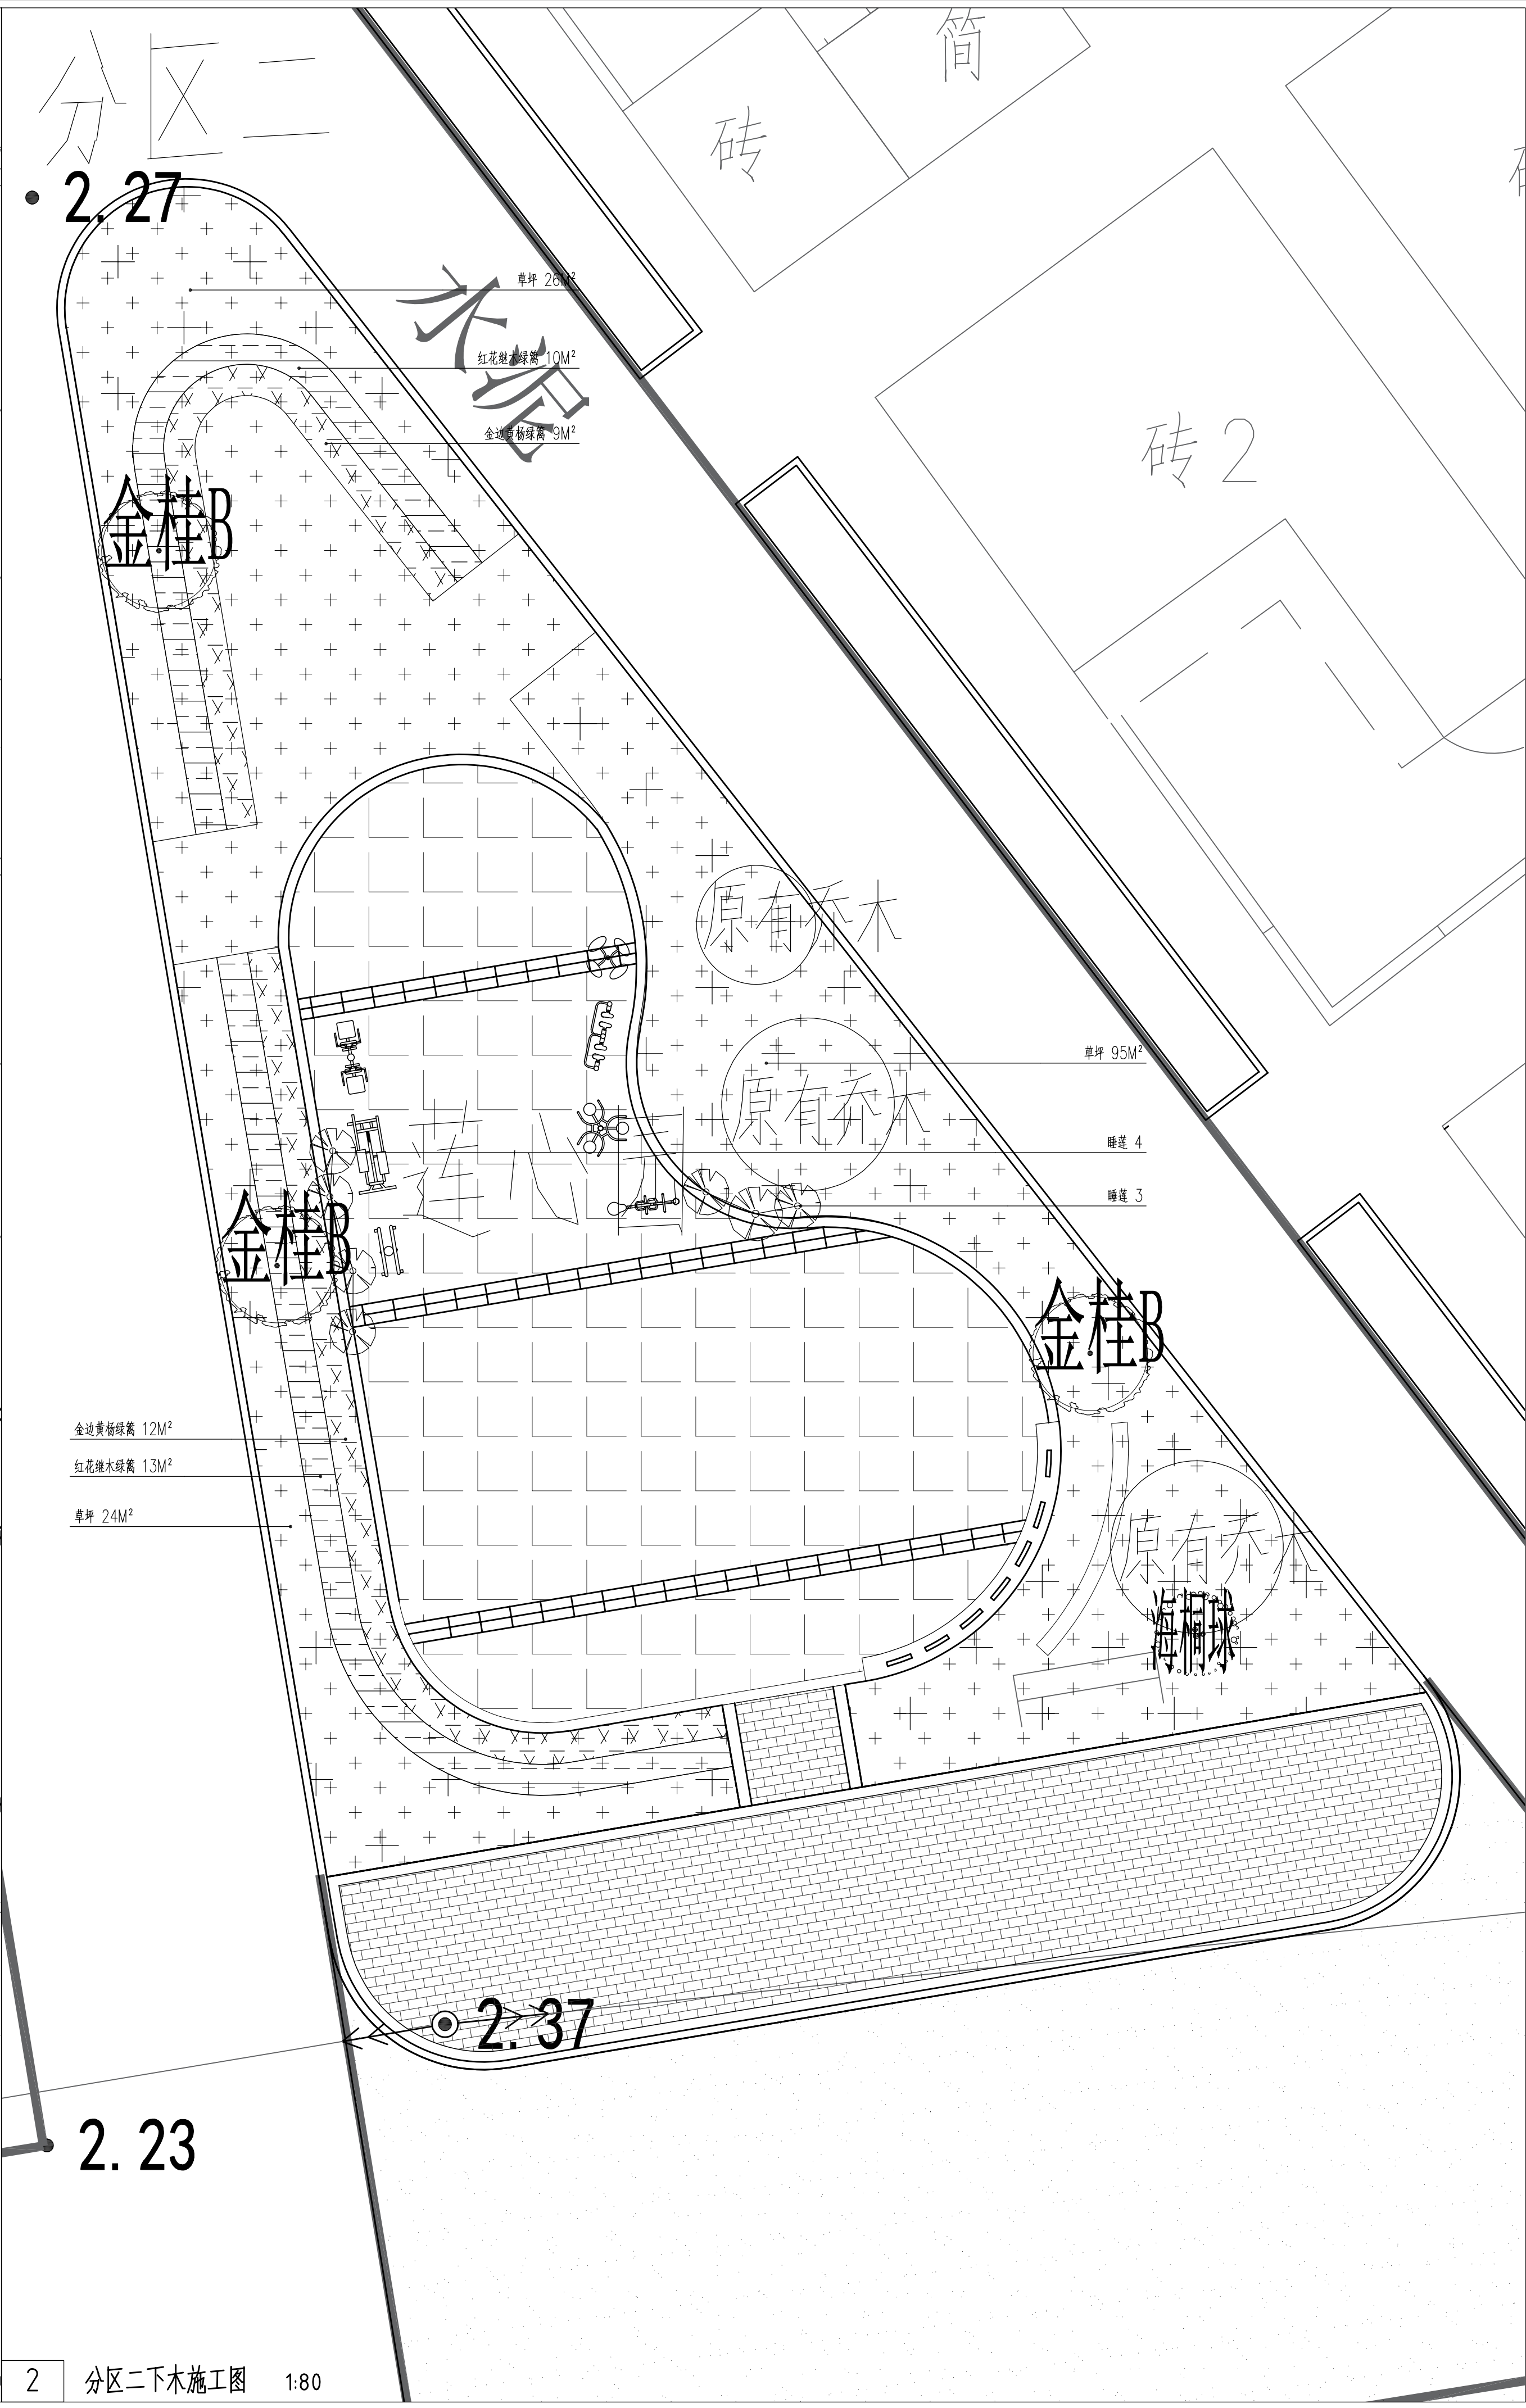 分区二
简
砖
2.27
草坪 26M²
水泥
红花继木绿篱 10M²
砖2
金边黄杨绿篱 9M²
金桂B
原有乔木
草坪 95M²
原有乔木
睡莲 4
睡莲 3
金桂B
金桂B
金边黄杨绿篱 12M²
红花继木绿篱 13M²
草坪 24M²
原有乔木
海桐球
2.37
2.23
2 分区二下木施工图 1:80